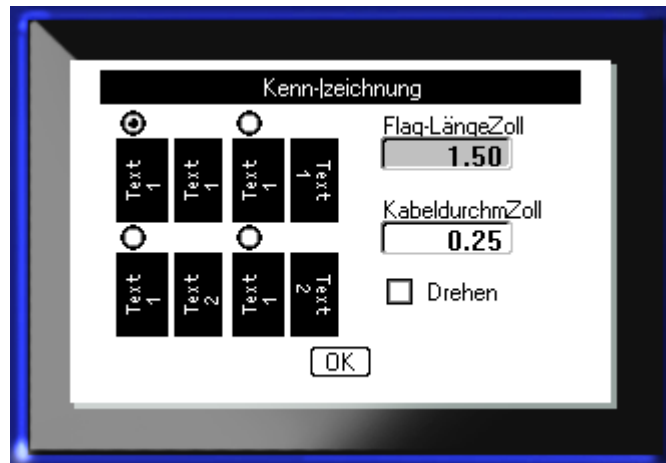 Kenn-|zeichnung
Flag-LängeZoll
1.50
Text 1
Text 1
Text 1
Text 1
KabeldurchmZoll
0.25
Text 1
Text 2
Text 1
Text 2
Drehen
OK